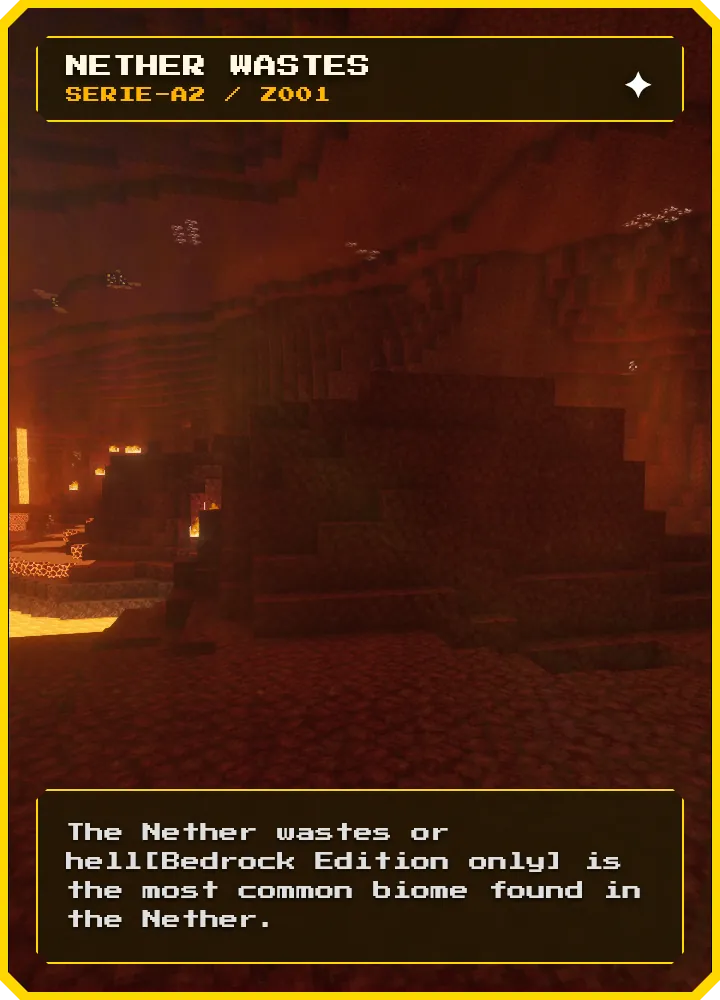 NETHER WASTES
SERIE-A2 / Z001
The Nether wastes or
hell[Bedrock Edition only] is
the most common biome found in
the Nether.